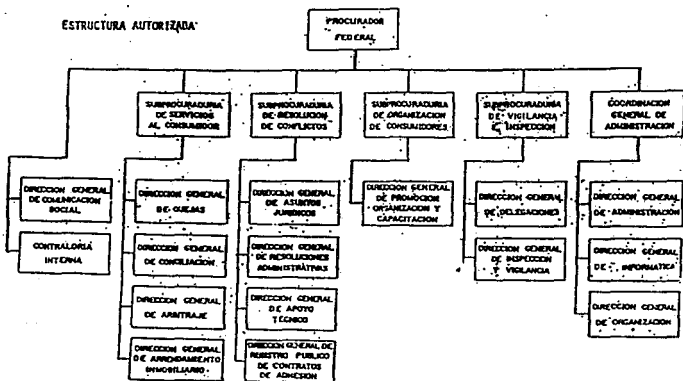 ESTRUCTURA AUTORIZADA
PROCURADOR
FEDERAL
SUBPROCURADURIA
DE SERVICIOS
AL CONSUMIDOR
SUBPROCURADURIA
DE RESOLUCION
DE CONFLICTOS
SUBPROCURADURIA
DE ORGANIZACION
DE CONSUMIDORES
SUBPROCURADURIA
DE VIGILANCIA
E INSPECCION
COORDINACION
GENERAL DE
ADMINISTRACION
DIRECCION GENERAL
DE COMUNICACION
SOCIAL
CONTRALORIA
INTERNA
DIRECCION GENERAL
DE QUEJAS
DIRECCION GENERAL
DE CONCILIACION
DIRECCION GENERAL
DE ARBITRAJE
DIRECCION GENERAL
DE ARRENDAMIENTO
INMOBILIARIO
DIRECCION GENERAL
DE ASUNTOS
JURIDICOS
DIRECCION GENERAL
DE RESOLUCIONES
ADMINISTRATIVAS
DIRECCION GENERAL
DE APOYO
TECNICO
DIRECCION GENERAL DE
REGISTRO PUBLICO
DE CONTRATOS
DE ADHESION
DIRECCION GENERAL
DE PROMOCION
ORGANIZACION Y
CAPACITACION
DIRECCION GENERAL
DE DELEGACIONES
DIRECCION GENERAL
DE INSPECCION
Y VIGILANCIA
DIRECCION GENERAL
DE ADMINISTRACION
DIRECCION GENERAL
DE INFORMATICA
DIRECCION GENERAL
DE ORGANIZACION